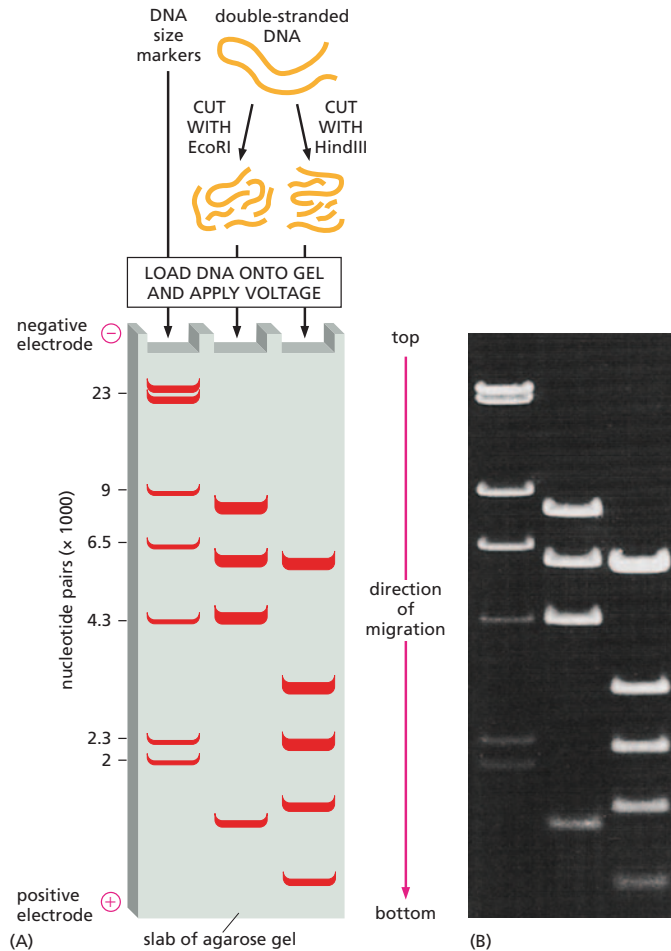 DNA
size
markers
double-stranded
DNA
CUT
WITH
EcoRI
CUT
WITH
HindIII
LOAD DNA ONTO GEL
AND APPLY VOLTAGE
negative
electrode
−
top
23
9
6.5
4.3
2.3
2
nucleotide pairs (× 1000)
direction
of
migration
positive
electrode
+
bottom
slab of agarose gel
(A)
(B)